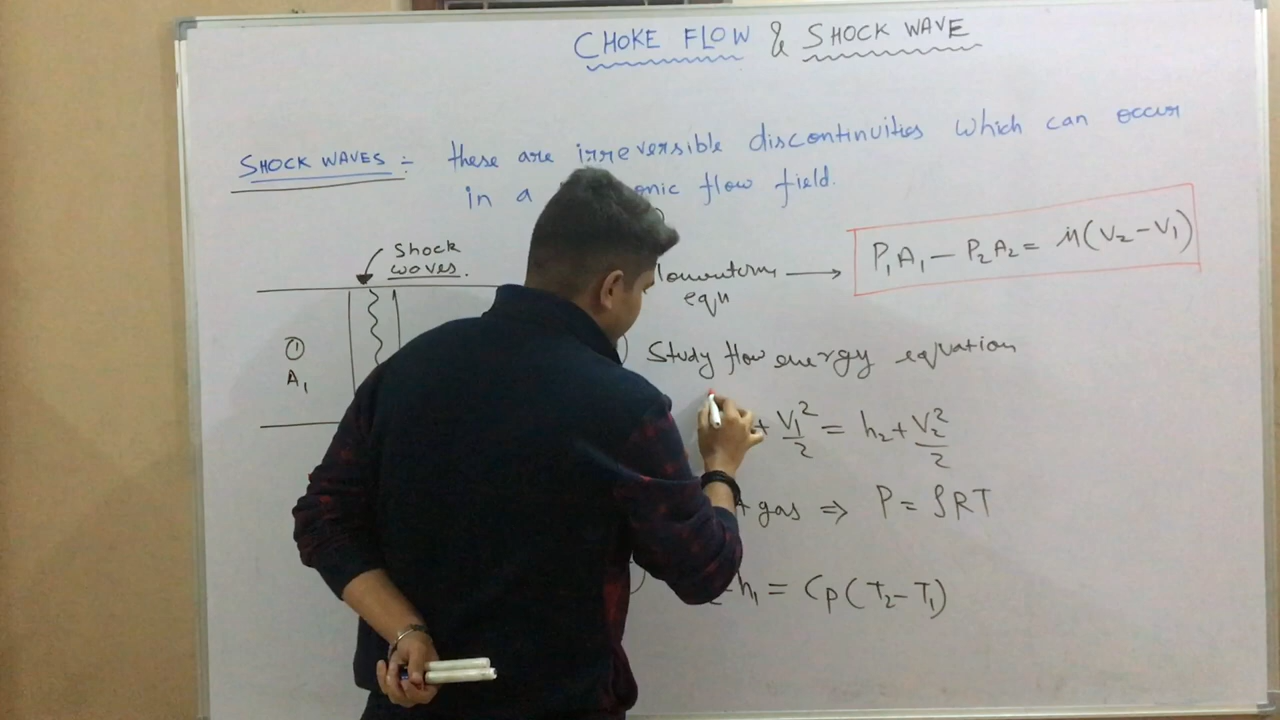 CHOKE FLOW & SHOCK WAVE
SHOCK WAVES :- these are irreversible discontinuities which can occur
in a onic flow field.
Shock
waves.
①
A₁
omentum ⟶
eqn
P₁A₁ – P₂A₂ = ṁ(V₂ – V₁)
Study flow energy equation
+ V₁²/2 = h₂ + V₂²/2
gas ⇒ P = ρRT
h₁ = Cp(T₂ – T₁)